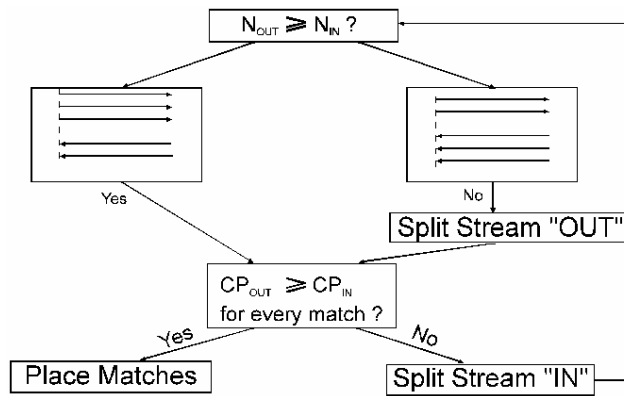 N_OUT ⩾ N_IN ?
Yes
No
Split Stream "OUT"
CP_OUT ⩾ CP_IN
for every match ?
Yes
No
Place Matches
Split Stream "IN"